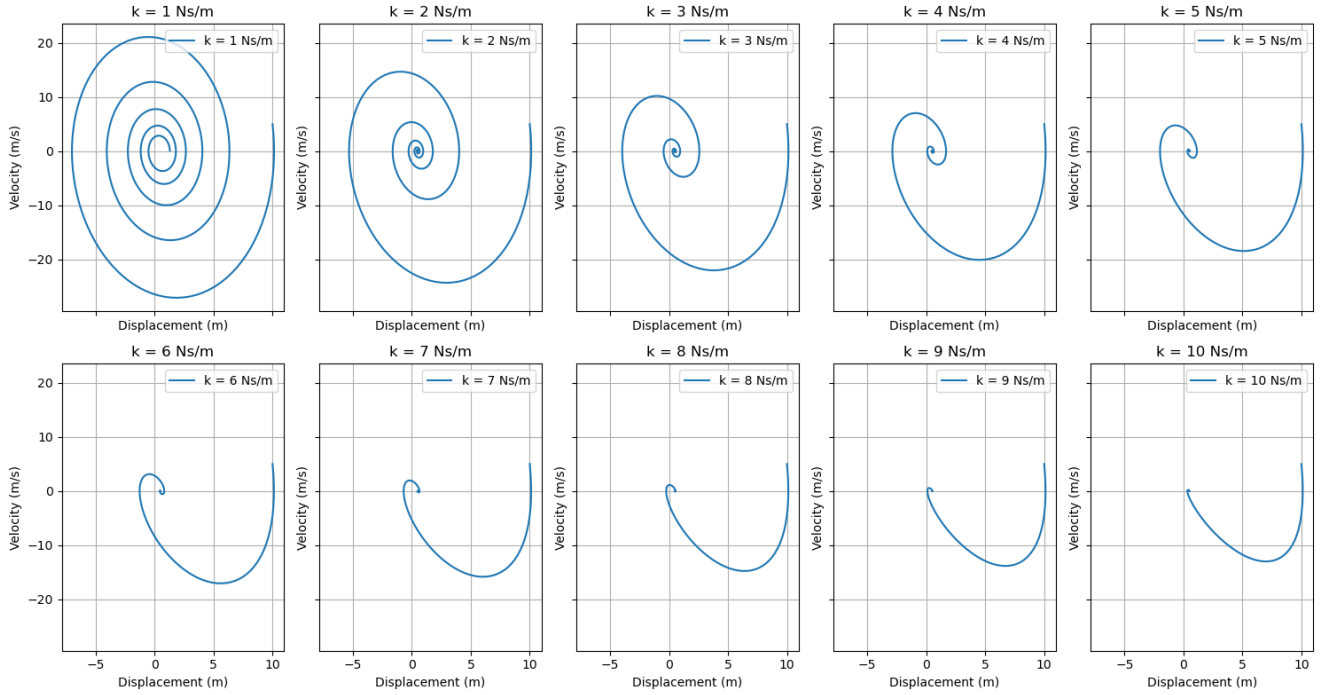 k = 1 Ns/m k = 2 Ns/m k = 3 Ns/m k = 4 Ns/m k = 5 Ns/m
k = 1 Ns/m k = 2 Ns/m k = 3 Ns/m k = 4 Ns/m k = 5 Ns/m
20
10
0
−10
−20
Velocity (m/s) Velocity (m/s) Velocity (m/s) Velocity (m/s) Velocity (m/s)
Displacement (m) Displacement (m) Displacement (m) Displacement (m) Displacement (m)
k = 6 Ns/m k = 7 Ns/m k = 8 Ns/m k = 9 Ns/m k = 10 Ns/m
k = 6 Ns/m k = 7 Ns/m k = 8 Ns/m k = 9 Ns/m k = 10 Ns/m
20
10
0
−10
−20
Velocity (m/s) Velocity (m/s) Velocity (m/s) Velocity (m/s) Velocity (m/s)
−5 0 5 10 −5 0 5 10 −5 0 5 10 −5 0 5 10 −5 0 5 10
Displacement (m) Displacement (m) Displacement (m) Displacement (m) Displacement (m)